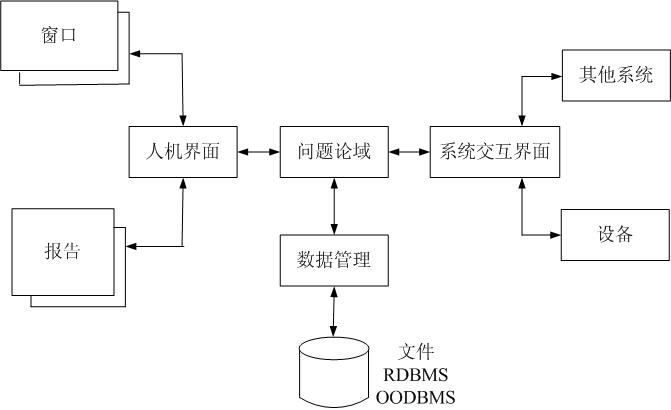 窗口
其他系统
人机界面
问题论域
系统交互界面
报告
数据管理
设备
文件
RDBMS
OODBMS